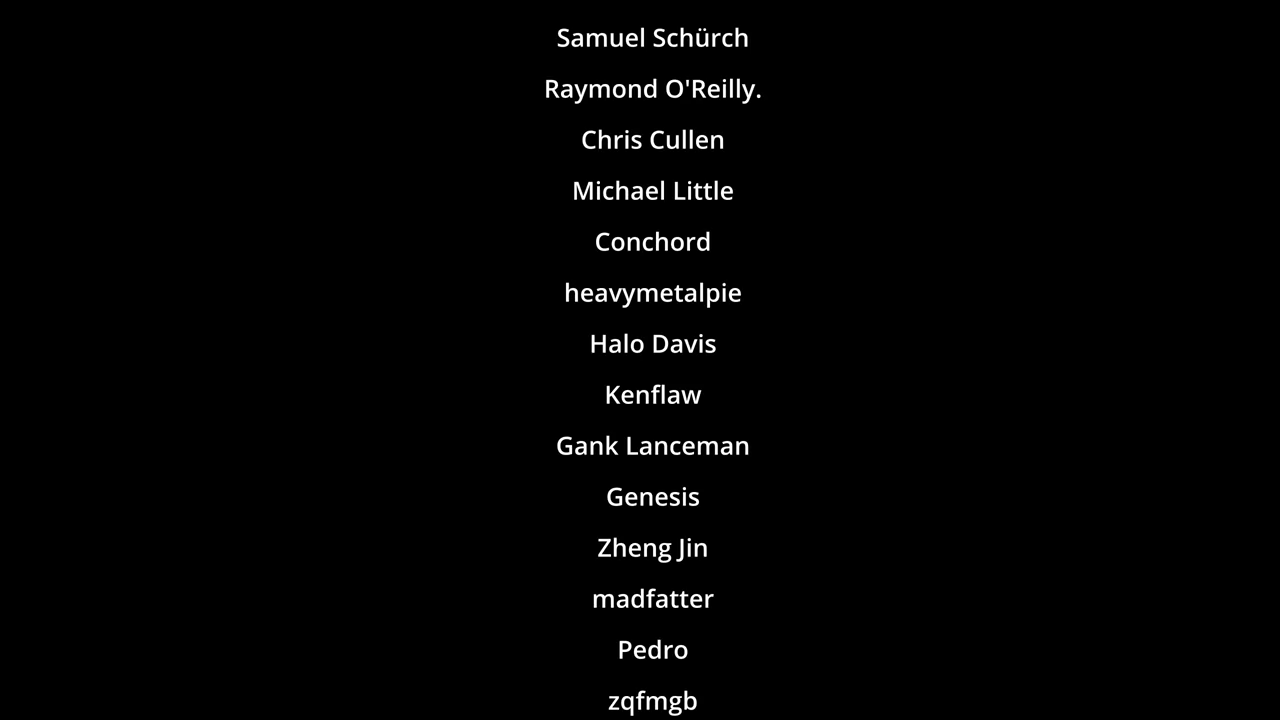 Samuel Schürch
Raymond O'Reilly.
Chris Cullen
Michael Little
Conchord
heavymetalpie
Halo Davis
Kenflaw
Gank Lanceman
Genesis
Zheng Jin
madfatter
Pedro
zqfmgb